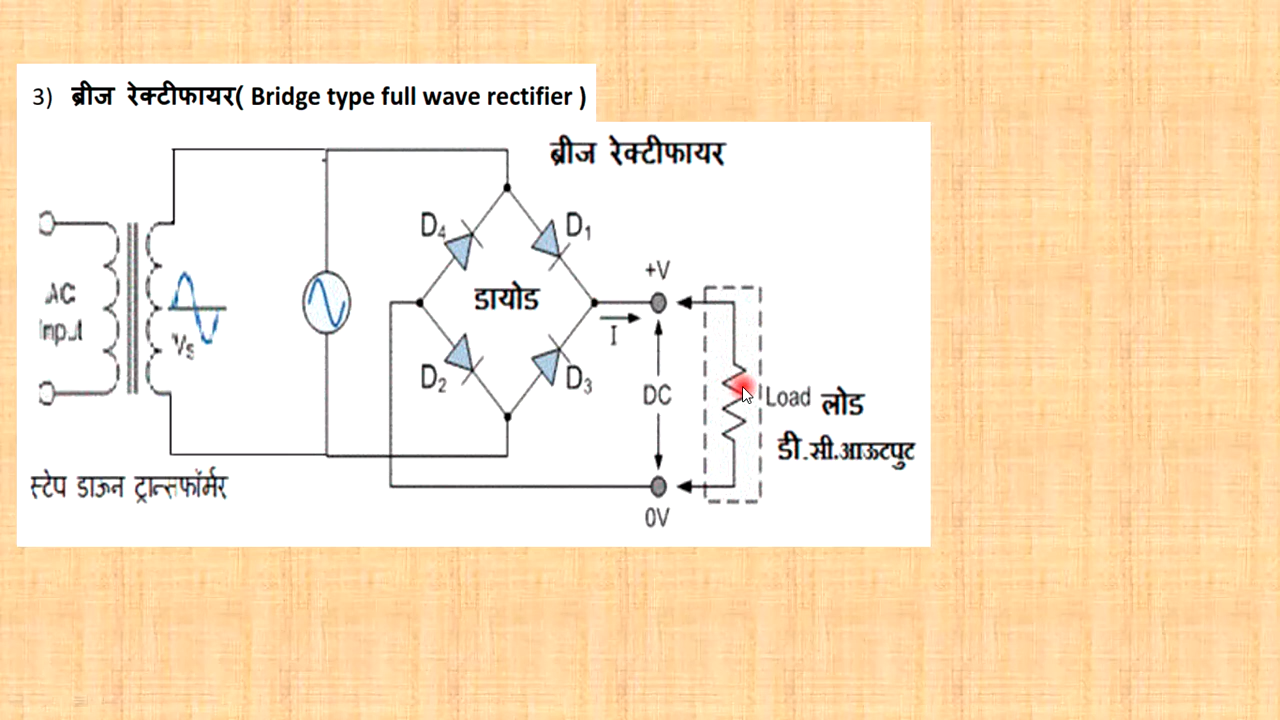 3) ब्रीज रेक्टीफायर( Bridge type full wave rectifier )
ब्रीज रेक्टीफायर
D4
D1
AC
Input
Vs
डायोड
+V
I
D2
D3
DC
Load लोड
डी.सी.आऊटपुट
स्टेप डाऊन ट्रान्सफॉर्मर
0V